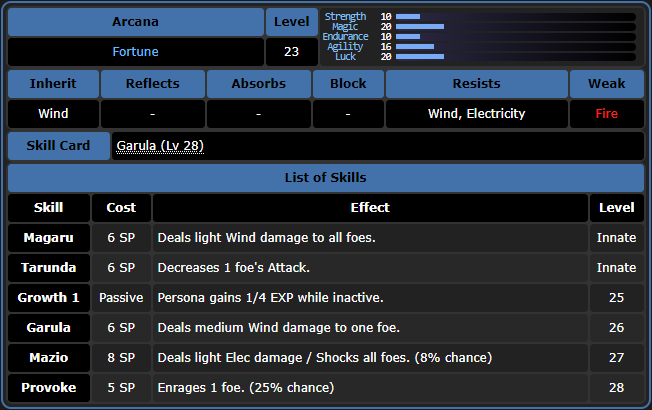 Arcana Level
Fortune 23
Strength 10
Magic 20
Endurance 10
Agility 16
Luck 20
Inherit Reflects Absorbs Block Resists Weak
Wind - - - Wind, Electricity Fire
Skill Card Garula (Lv 28)
List of Skills
Skill Cost Effect Level
Magaru 6 SP Deals light Wind damage to all foes. Innate
Tarunda 6 SP Decreases 1 foe's Attack. Innate
Growth 1 Passive Persona gains 1/4 EXP while inactive. 25
Garula 6 SP Deals medium Wind damage to one foe. 26
Mazio 8 SP Deals light Elec damage / Shocks all foes. (8% chance) 27
Provoke 5 SP Enrages 1 foe. (25% chance) 28